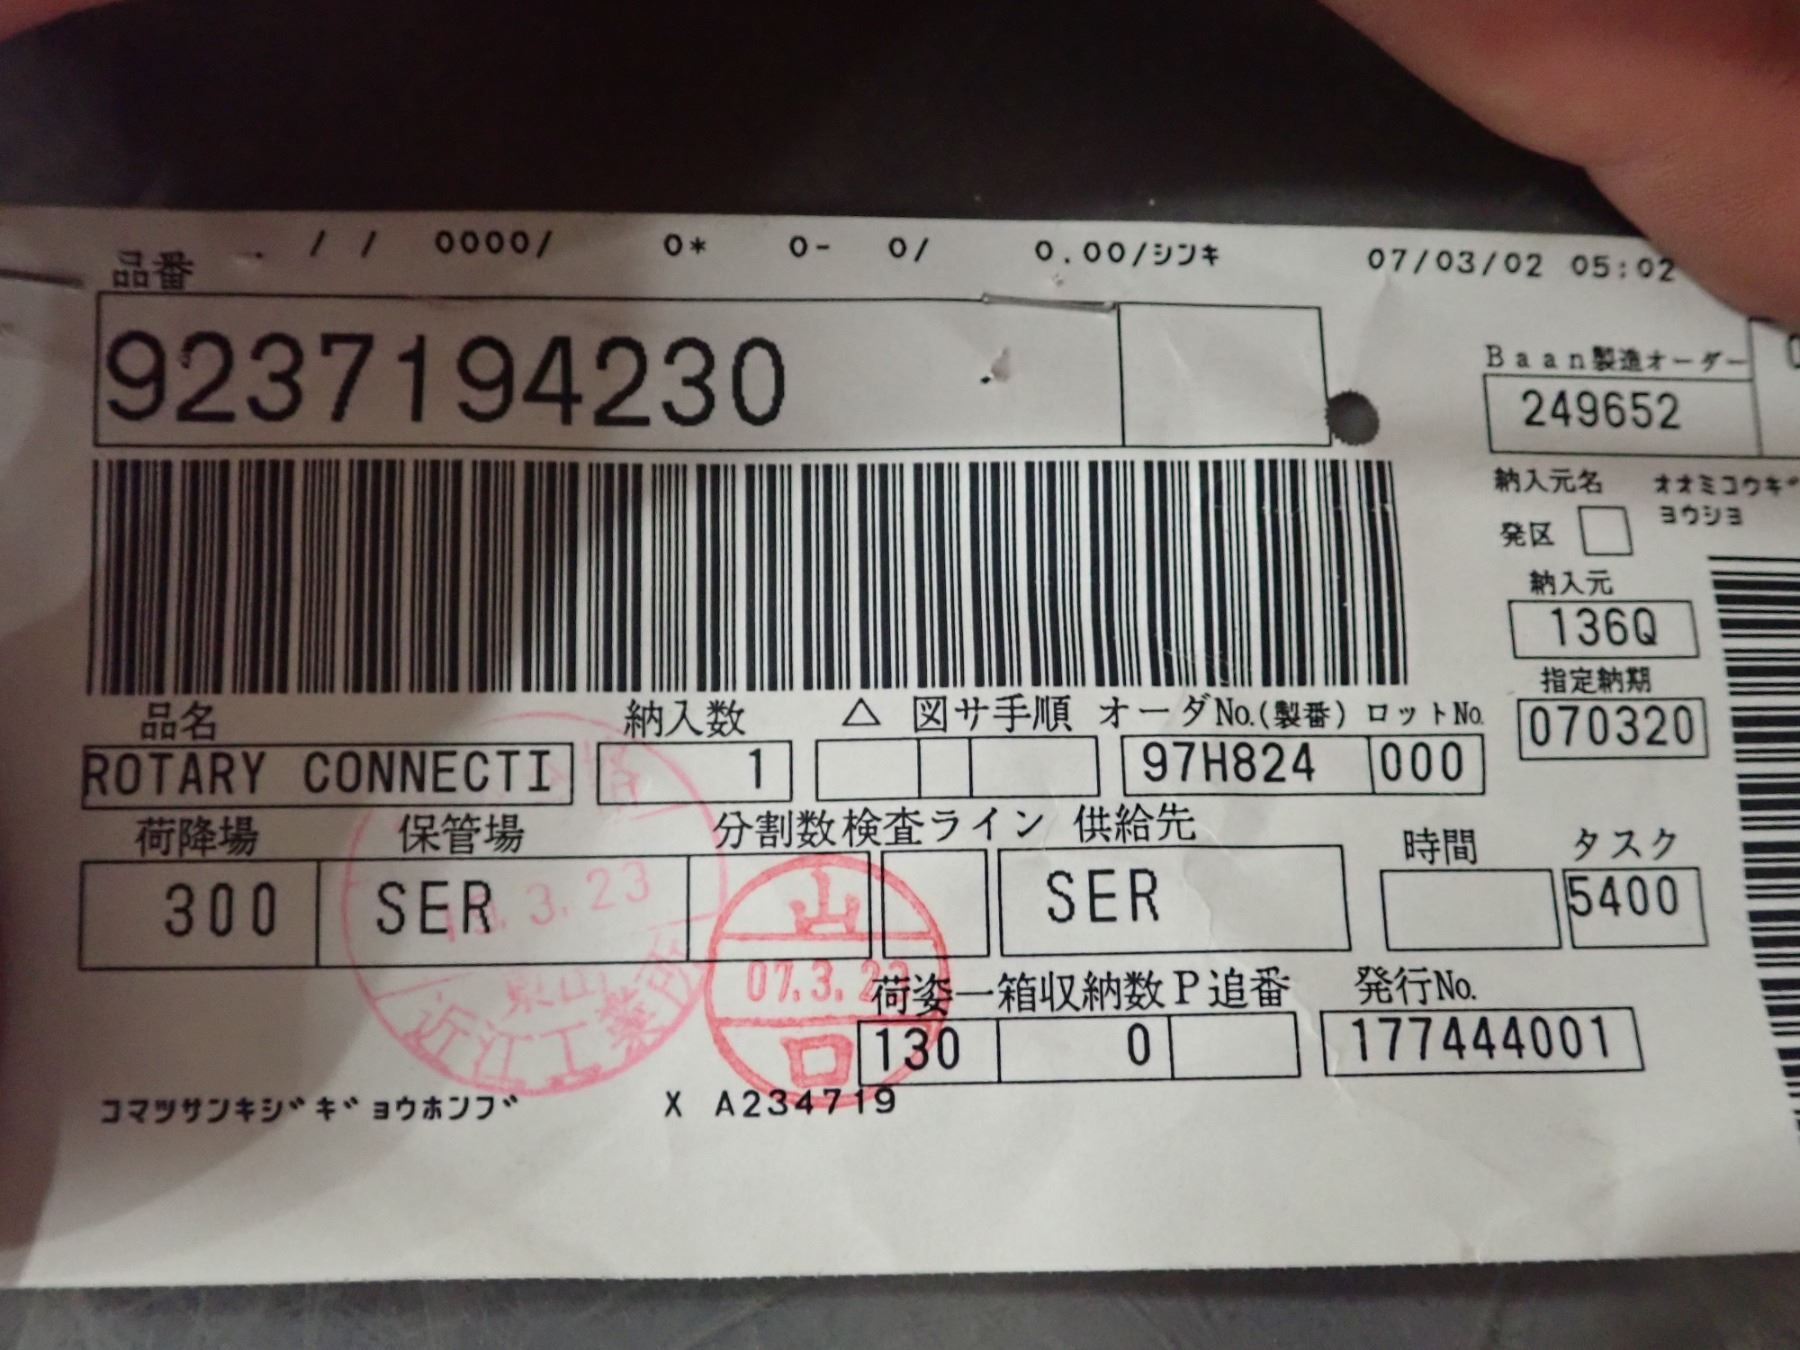 品番
/ / 0000/ 0* 0- 0/ 0.00/シンキ 07/03/02 05:02
9237194230
Baan製造オーダー
249652
納入元名 オオミコウギ゛
ヨウシヨ
発区
納入元
136Q
指定納期
070320
品名 納入数 △ 図サ手順 オーダNo.(製番) ロットNo.
ROTARY CONNECTI 1 97H824 000
荷降場 保管場 分割数 検査ライン 供給先 時間 タスク
300 SER SER 5400
3.23
近江工業所
山
07.3.23
口
荷姿 一箱収納数 P追番 発行No.
130 0 177444001
コマツサンキジ゛ギ゛ョウホンブ゛ X A234719